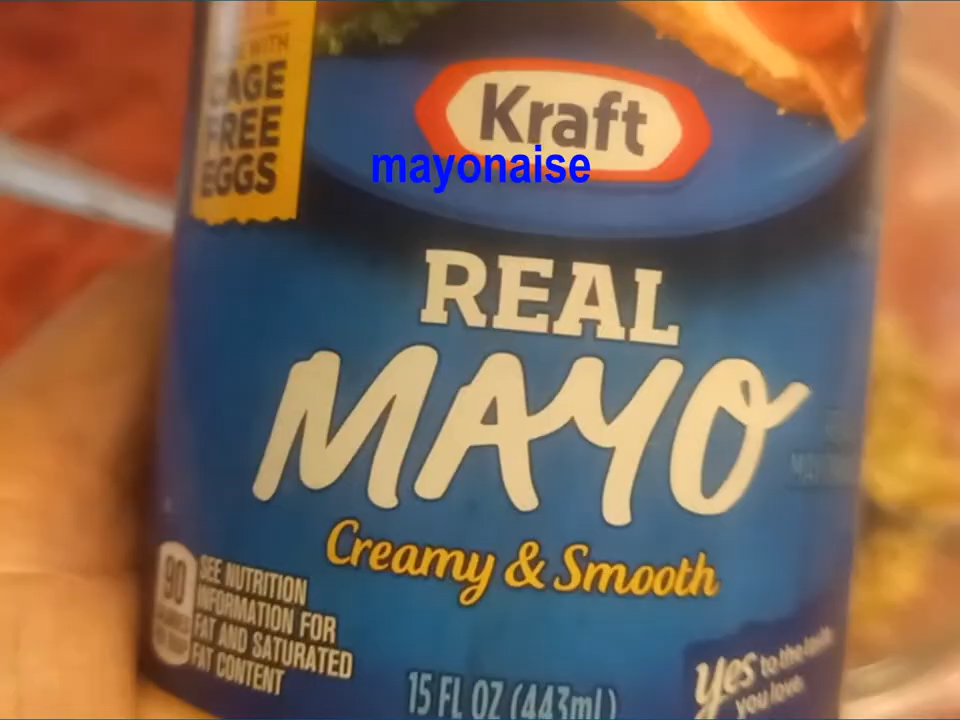 WITH
CAGE
FREE
EGGS
Kraft
mayonaise
REAL
MAYO
Creamy & Smooth
90
SEE NUTRITION
INFORMATION FOR
FAT AND SATURATED
FAT CONTENT
15 FL OZ (443mL)
yes to the
you love.